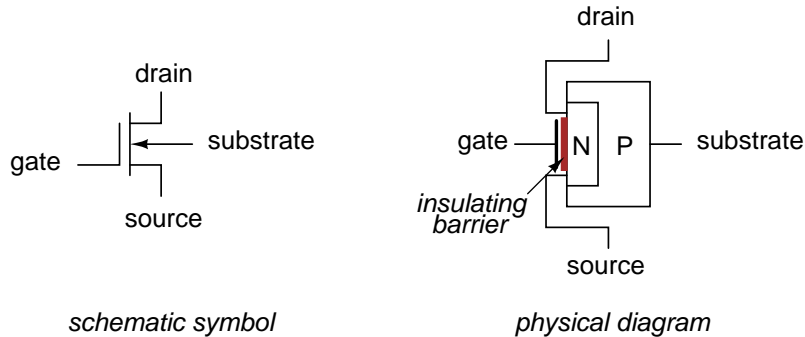 drain
substrate
gate
source
schematic symbol
drain
gate
N
P
substrate
insulating
barrier
source
physical diagram